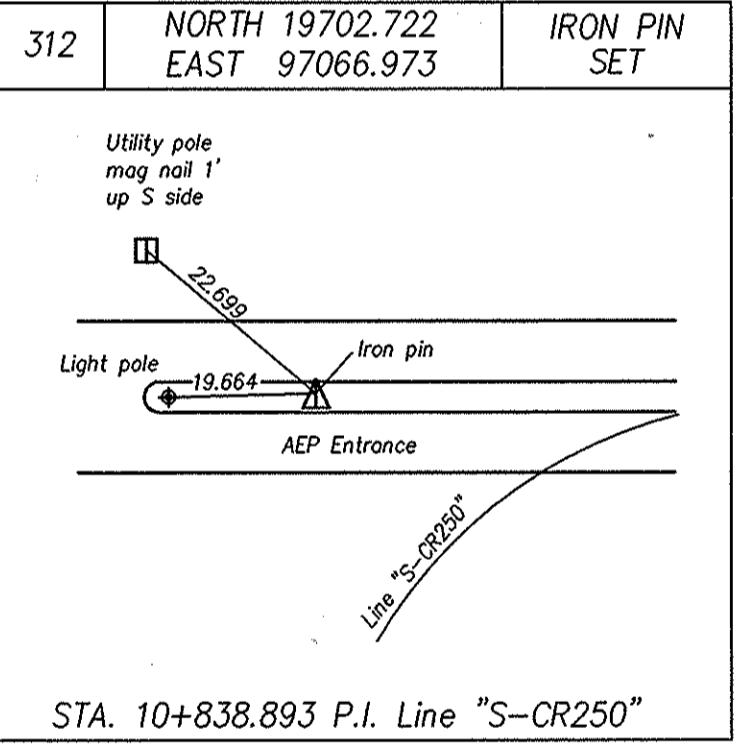 312
NORTH 19702.722
EAST 97066.973
IRON PIN
SET
Utility pole
mag nail 1'
up S side
22.699
Light pole
19.664
Iron pin
AEP Entrance
Line "S-CR250"
STA. 10+838.893 P.I. Line "S-CR250"